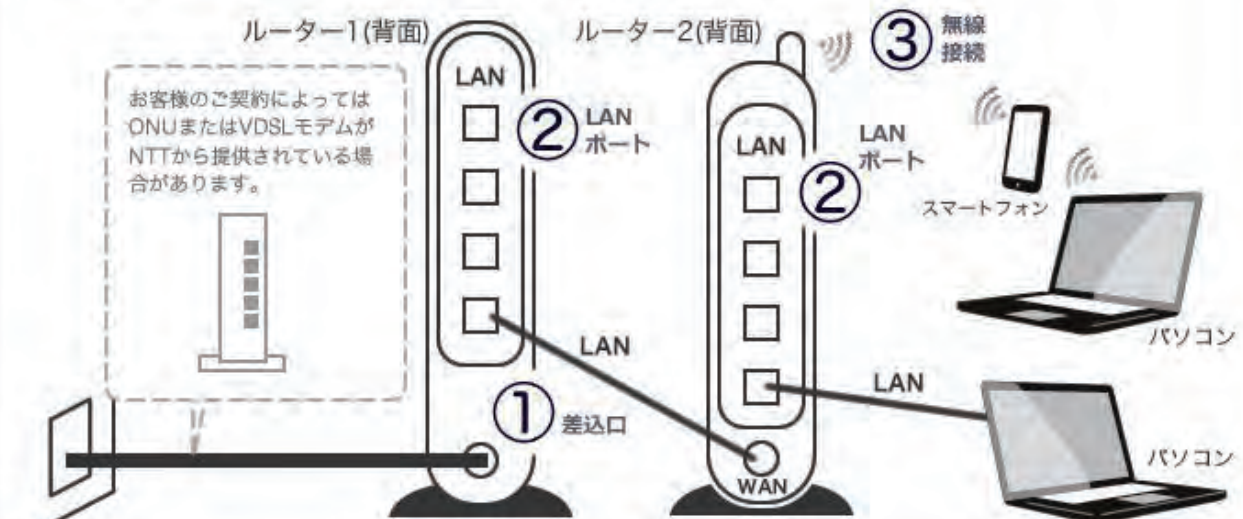 ルーター1(背面)
ルーター2(背面)
③
無線
接続
お客様のご契約によっては
ONUまたはVDSLモデムが
NTTから提供されている場
合があります。
LAN
②
LAN
ポート
LAN
②
LAN
ポート
スマートフォン
パソコン
LAN
LAN
①
差込口
WAN
パソコン